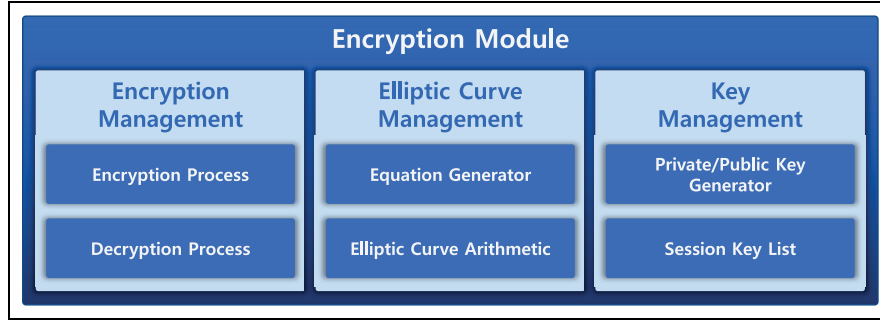 Encryption Module
Encryption
Management
Encryption Process
Decryption Process
Elliptic Curve
Management
Equation Generator
Elliptic Curve Arithmetic
Key
Management
Private/Public Key
Generator
Session Key List